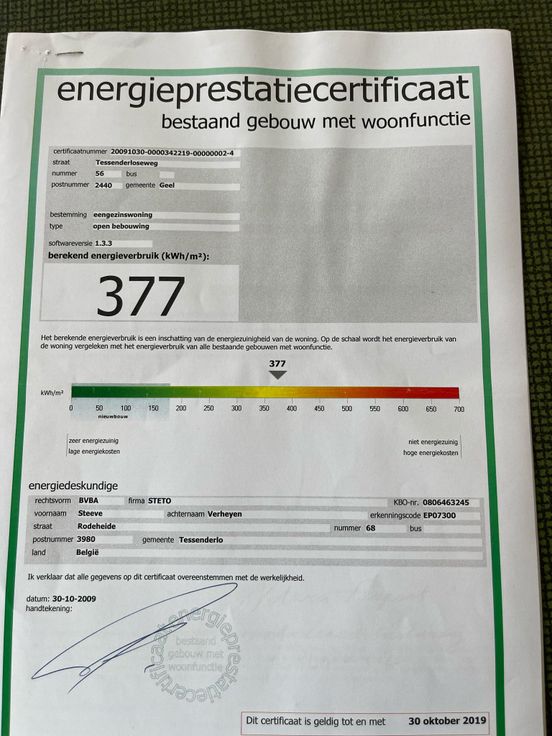 energieprestatiecertificaat
bestaand gebouw met woonfunctie
certificaatnummer 20091030-0000342219-00000002-4
straat Tessenderloseweg
nummer 56 bus
postnummer 2440 gemeente Geel
bestemming eengezinswoning
type open bebouwing
softwareversie 1.3.3
berekend energieverbruik (kWh/m²):
377
Het berekende energieverbruik is een inschatting van de energiezuinigheid van de woning. Op de schaal wordt het energieverbruik van
de woning vergeleken met het energieverbruik van alle bestaande gebouwen met woonfunctie.
377
kWh/m²
0 50 100 150 200 250 300 350 400 450 500 550 600 650 700
nieuwbouw
zeer energiezuinig niet energiezuinig
lage energiekosten hoge energiekosten
energiedeskundige
rechtsvorm BVBA firma STETO KBO-nr. 0806463245
voornaam Steeve achternaam Verheyen erkenningscode EP07300
straat Rodeheide nummer 68 bus
postnummer 3980 gemeente Tessenderlo
land België
Ik verklaar dat alle gegevens op dit certificaat overeenstemmen met de werkelijkheid.
datum: 30-10-2009
handtekening:
energieprestatiecertificaat
bestaand
gebouw met
woonfunctie
Dit certificaat is geldig tot en met 30 oktober 2019